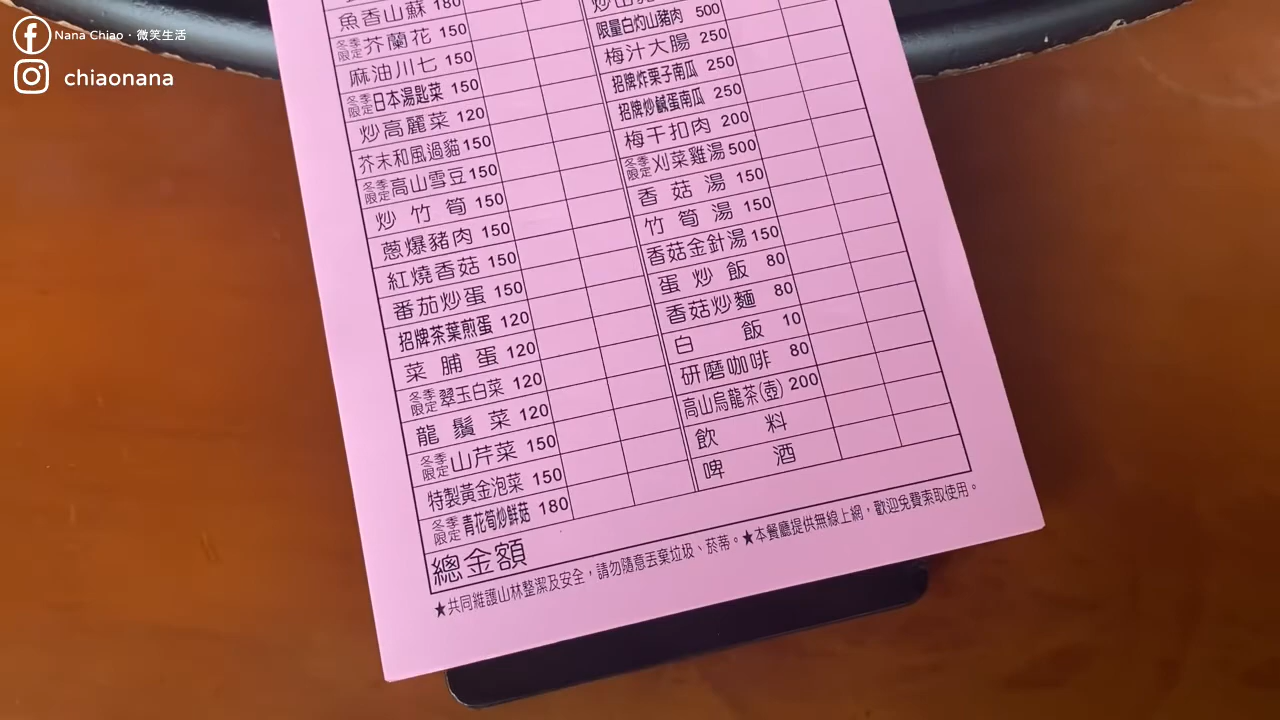 Nana Chiao · 微笑生活
chiaonana
魚香山蘇 180
冬季限定 芥蘭花 150
麻油川七 150
冬季限定 日本湯匙菜 150
炒高麗菜 120
芥末和風過貓 150
冬季限定 高山雪豆 150
炒竹筍 150
蔥爆豬肉 150
紅燒香菇 150
番茄炒蛋 150
招牌茶葉煎蛋 120
菜脯蛋 120
冬季限定 翠玉白菜 120
龍鬚菜 120
冬季限定 山芹菜 150
特製黃金泡菜 150
冬季限定 青花筍炒鮮菇 180
限量白灼山豬肉 500
梅汁大腸 250
招牌炸栗子南瓜 250
招牌炒鹹蛋南瓜 250
梅干扣肉 200
冬季限定 刈菜雞湯 500
香菇湯 150
竹筍湯 150
香菇金針湯 150
蛋炒飯 80
香菇炒麵 80
白飯 10
研磨咖啡 80
高山烏龍茶(壺) 200
飲料
啤酒
總金額
★共同維護山林整潔及安全，請勿隨意丟棄垃圾、菸蒂。★本餐廳提供無線上網，歡迎免費索取使用。